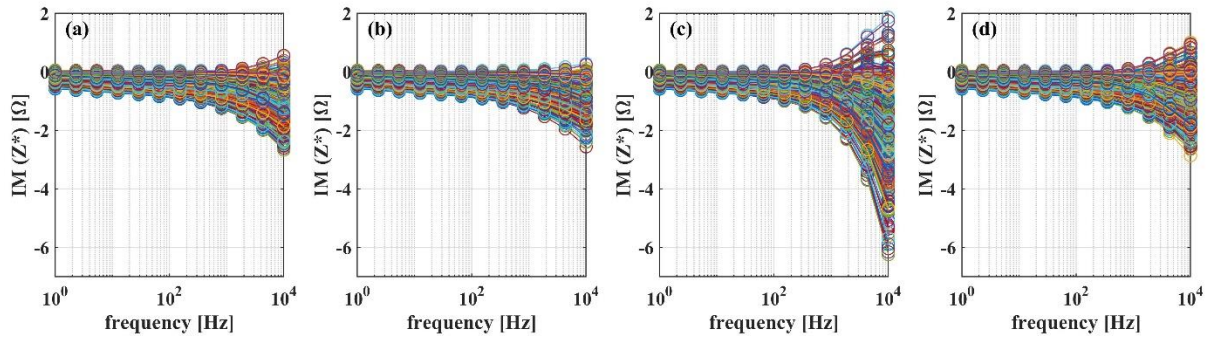 (a)
IM (Z*) [Ω]
2
0
-2
-4
-6
10^0
10^2
10^4
frequency [Hz]
(b)
IM (Z*) [Ω]
2
0
-2
-4
-6
10^0
10^2
10^4
frequency [Hz]
(c)
IM (Z*) [Ω]
2
0
-2
-4
-6
10^0
10^2
10^4
frequency [Hz]
(d)
IM (Z*) [Ω]
2
0
-2
-4
-6
10^0
10^2
10^4
frequency [Hz]